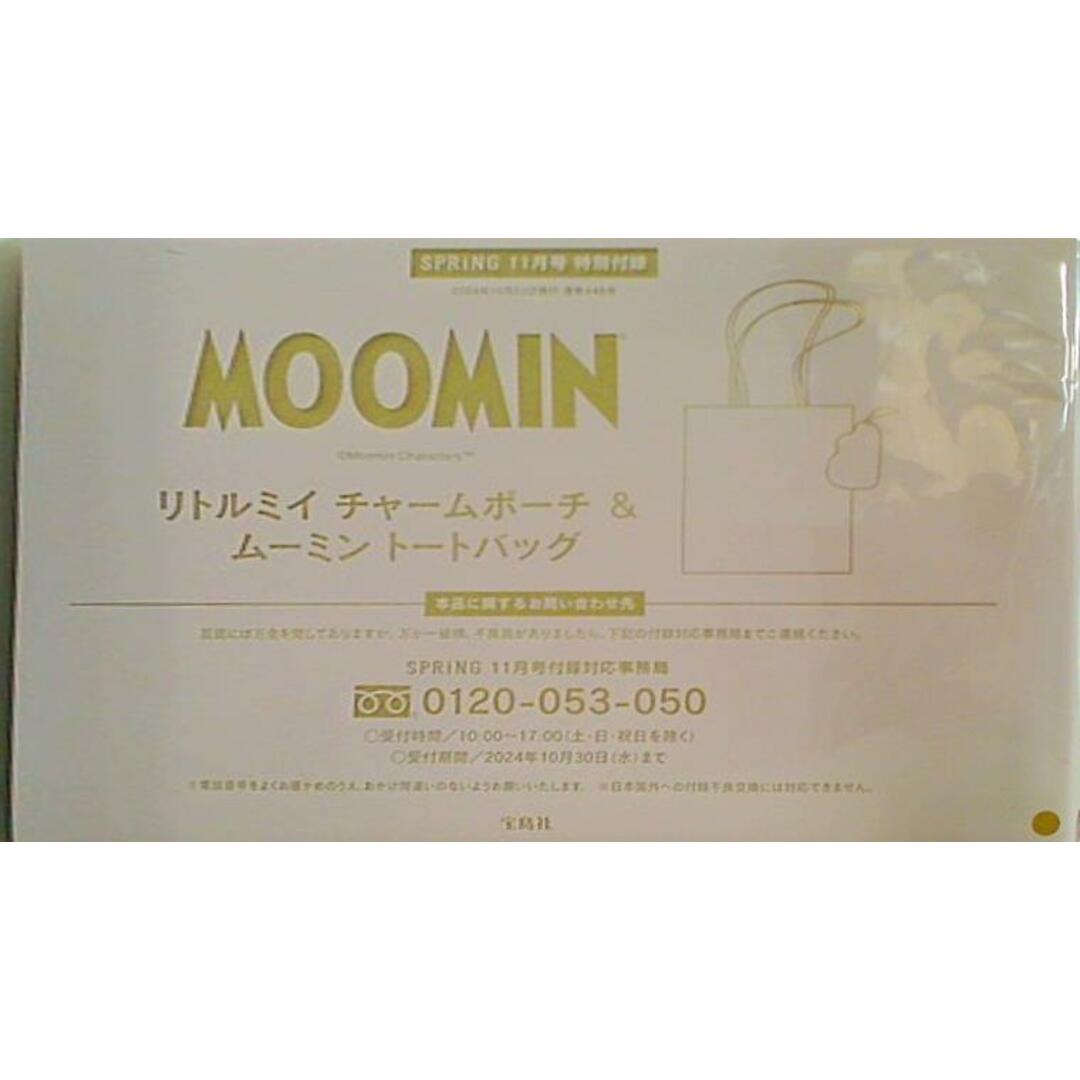 SPRiNG 11月号 特別付録
MOOMIN
©Moomin Characters™
リトルミイ チャームポーチ &
ムーミン トートバッグ
本品に関するお問い合わせ先
品質には万全を期しておりますが、万が一破損、不良品がありましたら、下記の付録対応事務局までご連絡ください。
SPRiNG 11月号付録対応事務局
0120-053-050
○受付時間／10:00〜17:00（土・日・祝日を除く）
○受付期間／2024年10月30日（水）まで
※電話番号をよくお確かめのうえ、おかけ間違いのないようお願いいたします。 ※日本国外への付録不良交換には対応できません。
宝島社